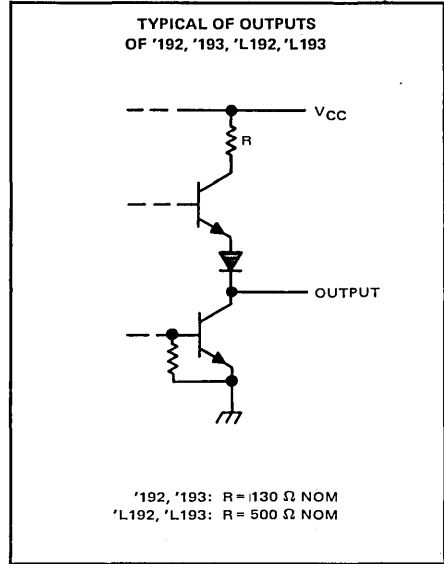 TYPICAL OF OUTPUTS
OF '192, '193, 'L192, 'L193
VCC
R
OUTPUT
'192, '193: R = 130 Ω NOM
'L192, 'L193: R = 500 Ω NOM